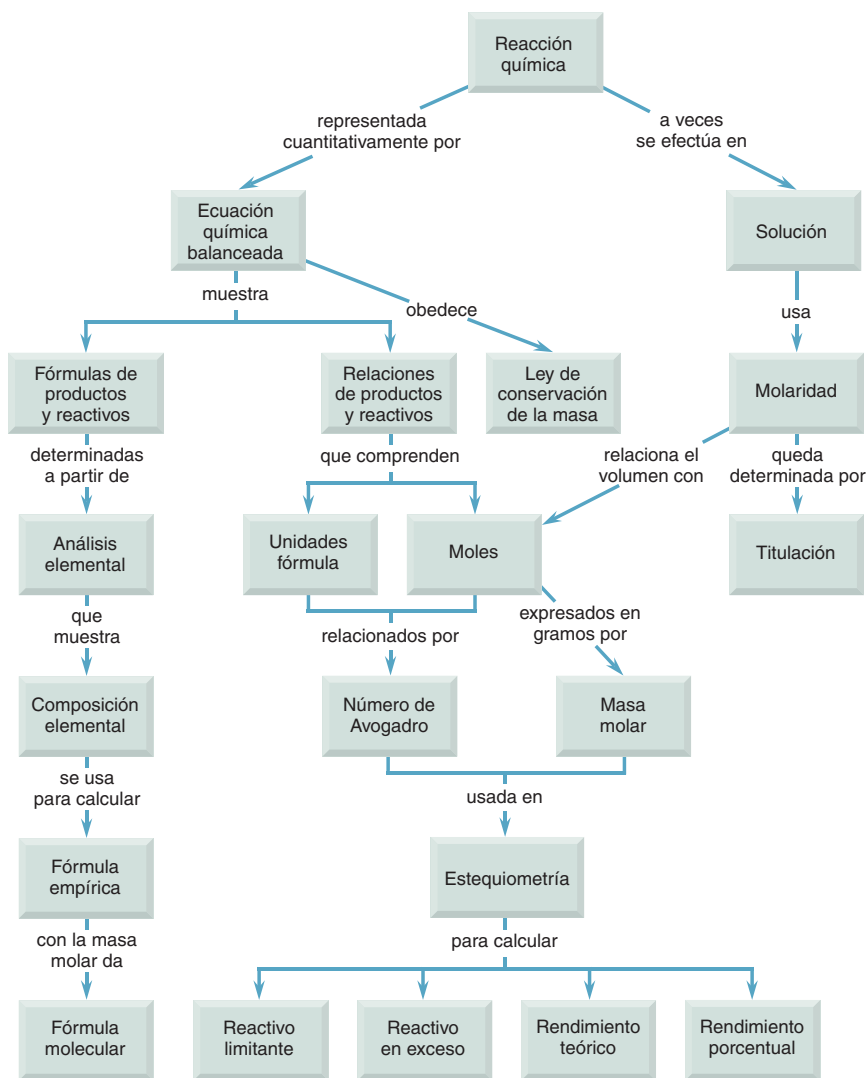 Reacción
química
representada
cuantitativamente por
a veces
se efectúa en
Ecuación
química
balanceada
Solución
muestra
obedece
usa
Fórmulas de
productos
y reactivos
Relaciones
de productos
y reactivos
Ley de
conservación
de la masa
Molaridad
determinadas
a partir de
que comprenden
relaciona el
volumen con
queda
determinada por
Análisis
elemental
Unidades
fórmula
Moles
Titulación
que
muestra
relacionados por
expresados en
gramos por
Composición
elemental
Número de
Avogadro
Masa
molar
se usa
para calcular
usada en
Fórmula
empírica
Estequiometría
con la masa
molar da
para calcular
Fórmula
molecular
Reactivo
limitante
Reactivo
en exceso
Rendimiento
teórico
Rendimiento
porcentual